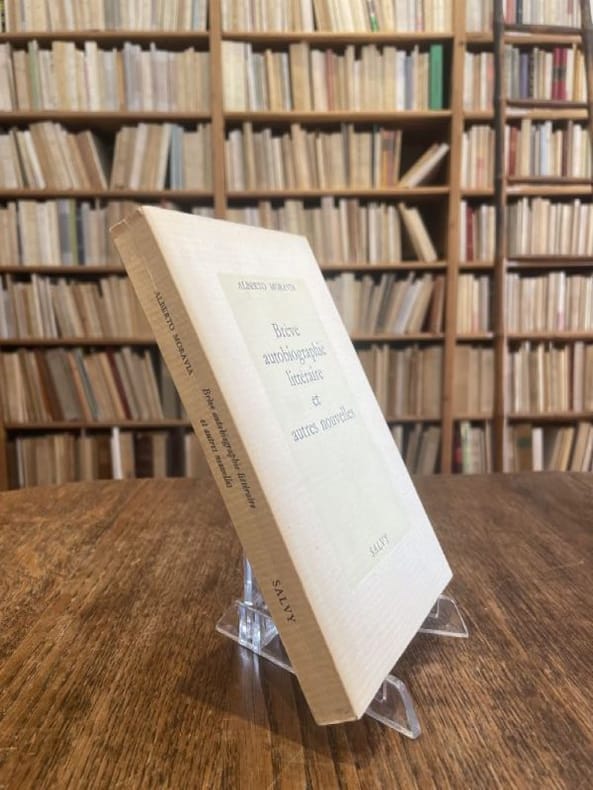 ALBERTO MORAVIA
Brève
autobiographie
littéraire
et
autres nouvelles
SALVY
ALBERTO MORAVIA
Brève autobiographie littéraire
et autres nouvelles
SALVY